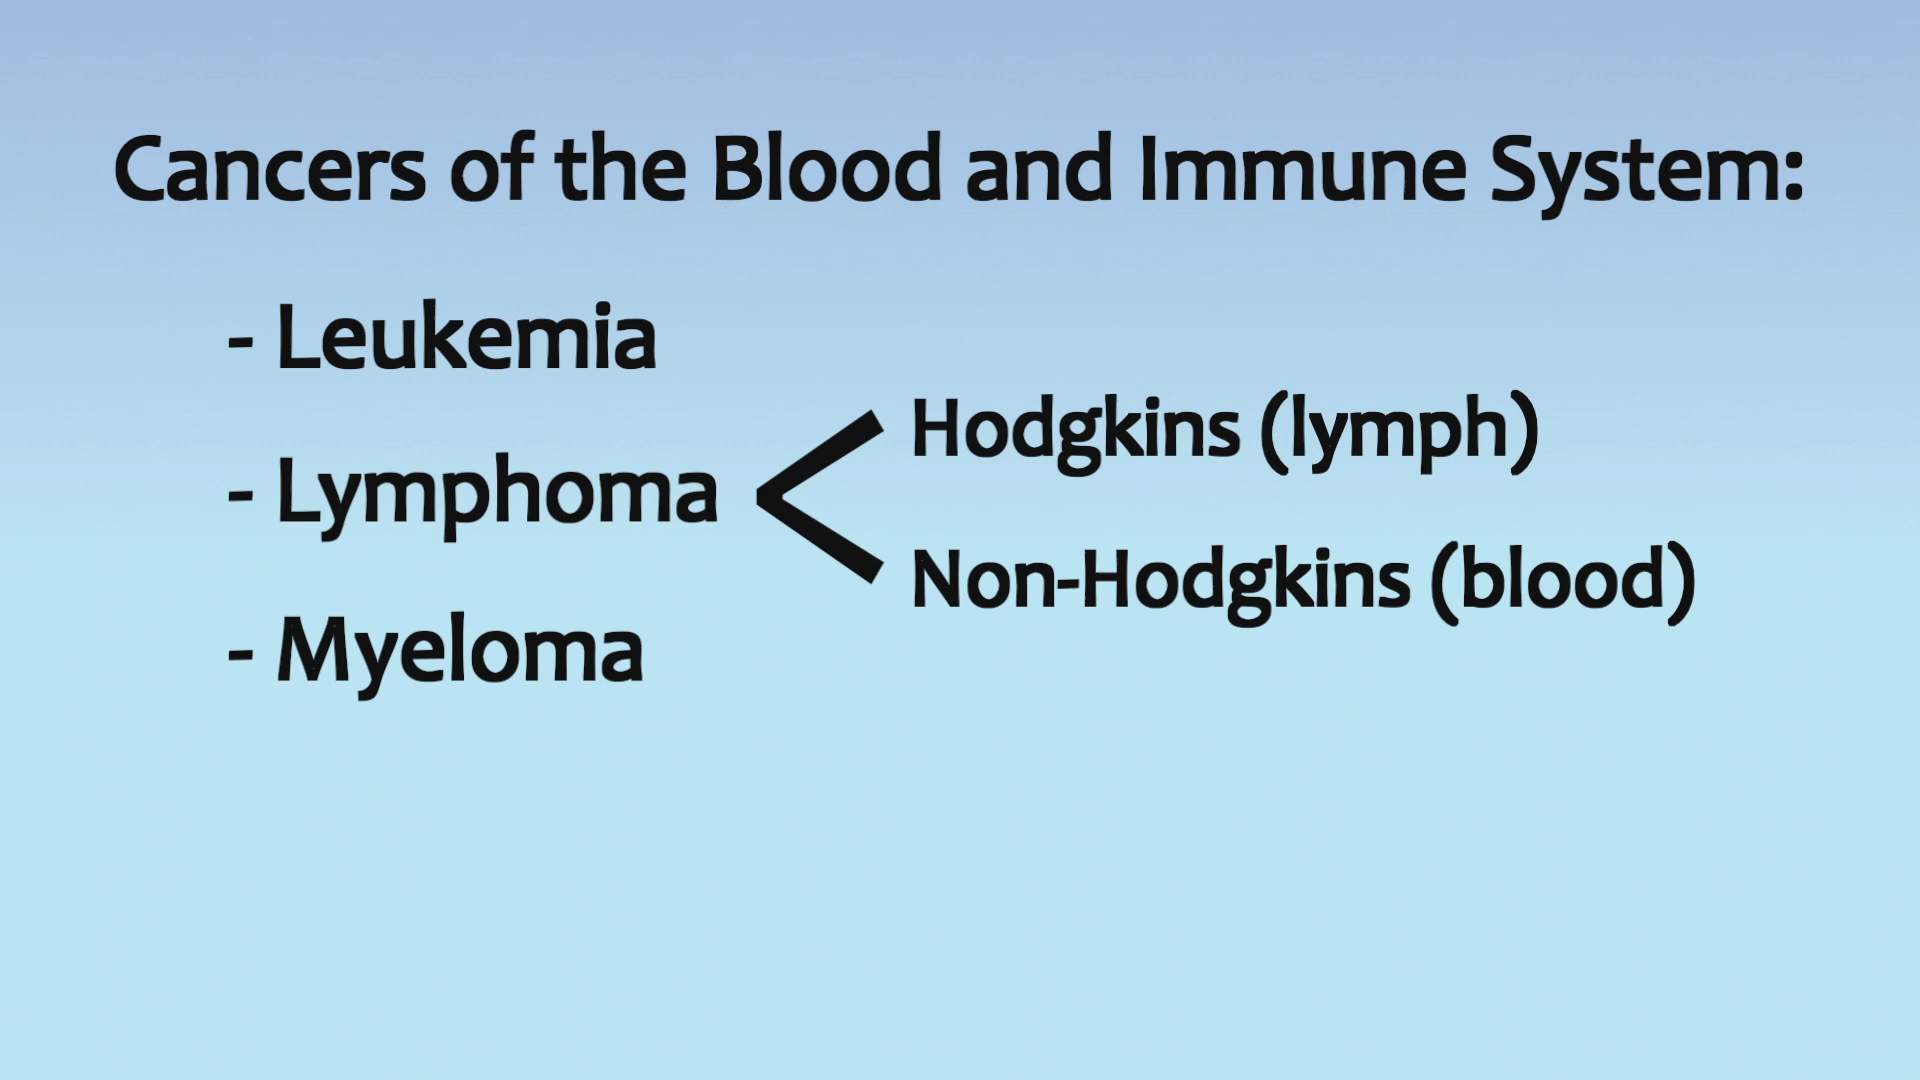 Cancers of the Blood and Immune System:
- Leukemia
- Lymphoma
Hodgkins (lymph)
Non-Hodgkins (blood)
- Myeloma